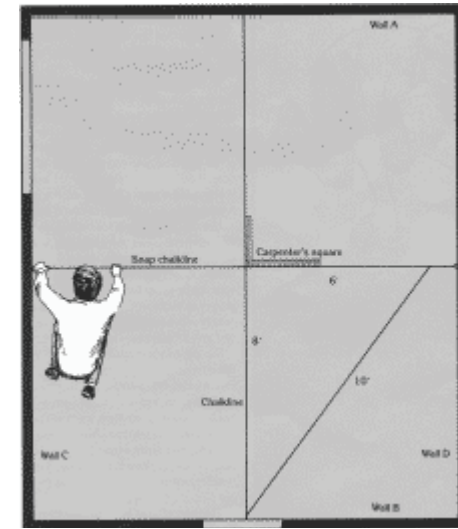 Wall A
Carpenter's square
Snap chalkline
6'
8'
10'
Chalkline
Wall C
Wall D
Wall B